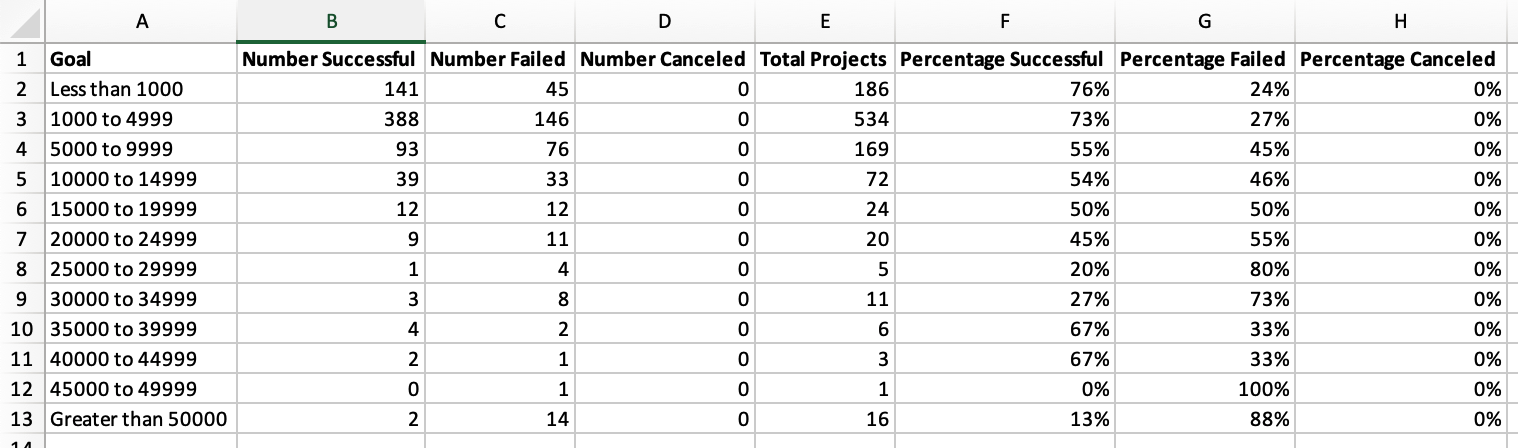 A B C D E F G H
1 Goal Number Successful Number Failed Number Canceled Total Projects Percentage Successful Percentage Failed Percentage Canceled
2 Less than 1000 141 45 0 186 76% 24% 0%
3 1000 to 4999 388 146 0 534 73% 27% 0%
4 5000 to 9999 93 76 0 169 55% 45% 0%
5 10000 to 14999 39 33 0 72 54% 46% 0%
6 15000 to 19999 12 12 0 24 50% 50% 0%
7 20000 to 24999 9 11 0 20 45% 55% 0%
8 25000 to 29999 1 4 0 5 20% 80% 0%
9 30000 to 34999 3 8 0 11 27% 73% 0%
10 35000 to 39999 4 2 0 6 67% 33% 0%
11 40000 to 44999 2 1 0 3 67% 33% 0%
12 45000 to 49999 0 1 0 1 0% 100% 0%
13 Greater than 50000 2 14 0 16 13% 88% 0%
14